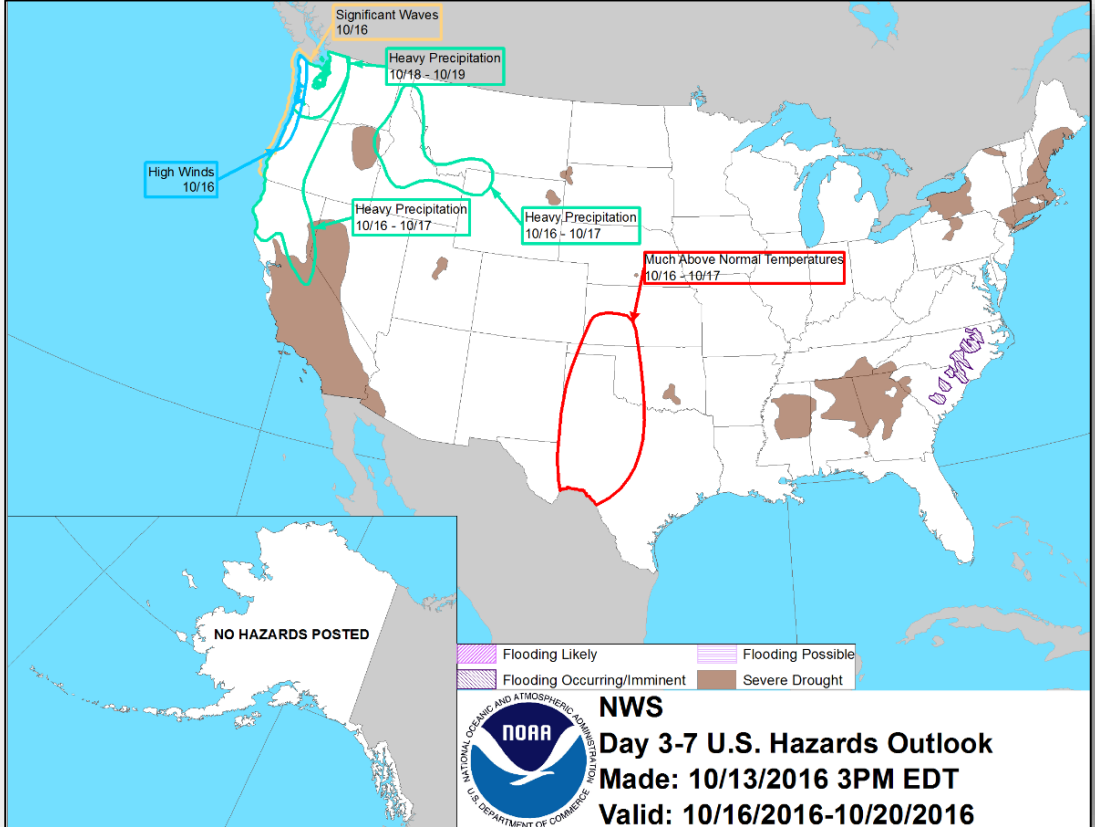 Significant Waves
10/16
Heavy Precipitation
10/18 - 10/19
High Winds
10/16
Heavy Precipitation
10/16 - 10/17
Heavy Precipitation
10/16 - 10/17
Much Above Normal Temperatures
10/16 - 10/17
NO HAZARDS POSTED
Flooding Likely
Flooding Possible
Flooding Occurring/Imminent
Severe Drought
NATIONAL OCEANIC AND ATMOSPHERIC ADMINISTRATION
NOAA
U.S. DEPARTMENT OF COMMERCE
NWS
Day 3-7 U.S. Hazards Outlook
Made: 10/13/2016 3PM EDT
Valid: 10/16/2016-10/20/2016